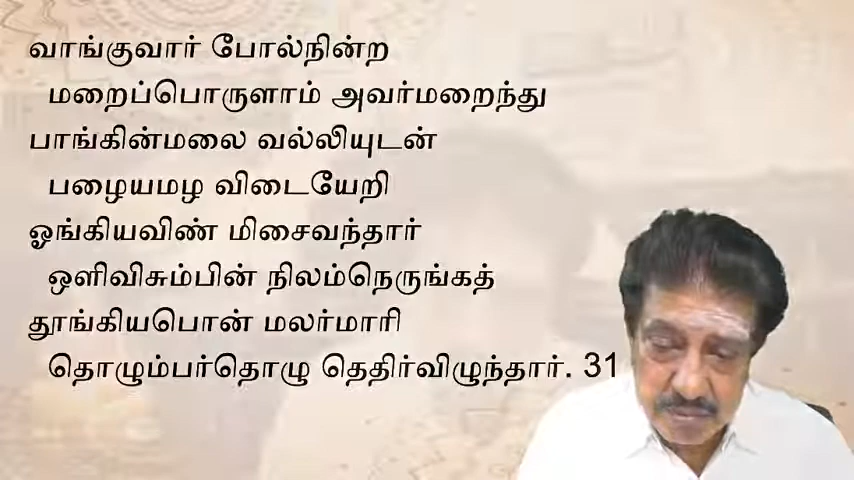 வாங்குவார் போல்நின்ற
மறைப்பொருளாம் அவர்மறைந்து
பாங்கின்மலை வல்லியுடன்
பழையமழ விடையேறி
ஓங்கியவிண் மிசைவந்தார்
ஒளிவிசும்பின் நிலம்நெருங்கத்
தூங்கியபொன் மலர்மாரி
தொழும்பர்தொழு தெதிர்விழுந்தார். 31